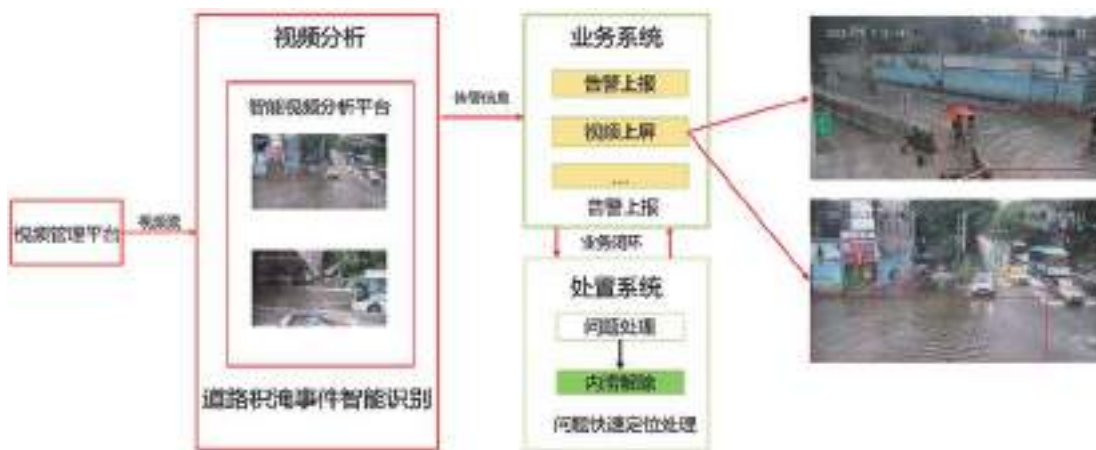 视频管理平台
视频流
视频分析
智能视频分析平台
道路积淹事件智能识别
告警信息
业务系统
告警上报
视频上屏
...
告警上报
业务闭环
处置系统
问题处理
内涝解除
问题快速定位处理